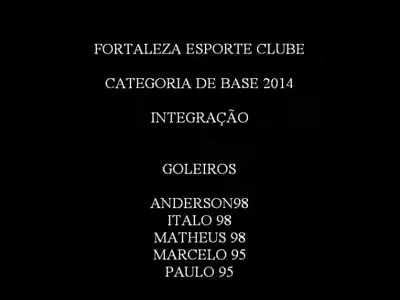 FORTALEZA ESPORTE CLUBE
CATEGORIA DE BASE 2014
INTEGRAÇÃO
GOLEIROS
ANDERSON98
ITALO 98
MATHEUS 98
MARCELO 95
PAULO 95